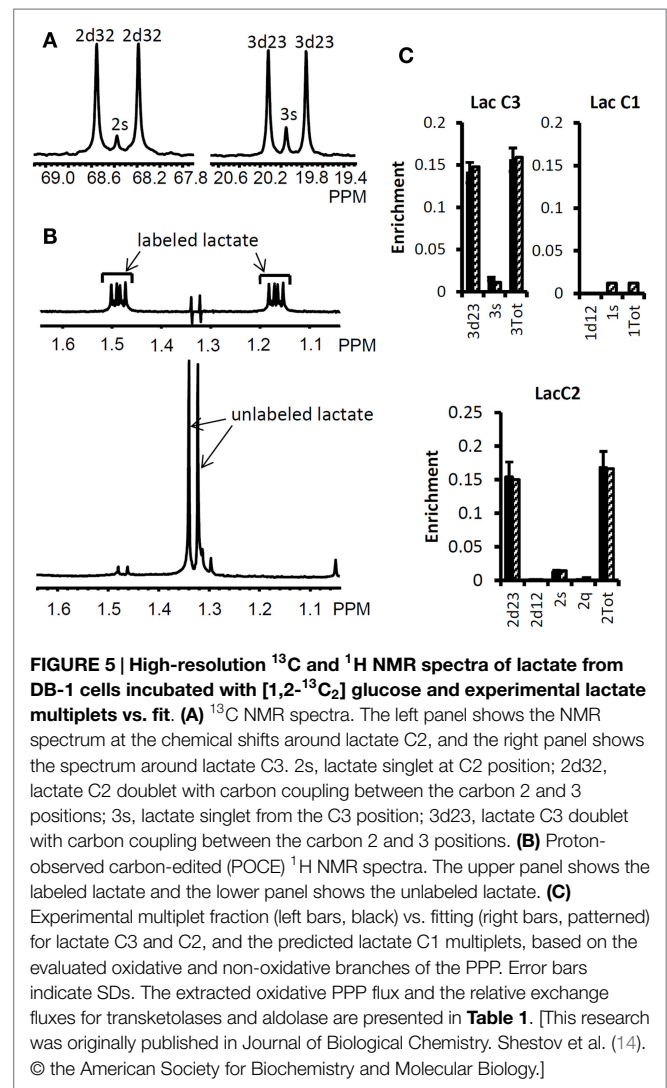 A
2d32 2d32
2s
69.0 68.6 68.2 67.8
PPM
3d23 3d23
3s
20.6 20.2 19.8 19.4
PPM
B
labeled lactate
1.6 1.5 1.4 1.3 1.2 1.1 PPM
unlabeled lactate
1.6 1.5 1.4 1.3 1.2 1.1 PPM
C
Lac C3
Enrichment
0.2
0.15
0.1
0.05
0
3d23 3s 3Tot
Lac C1
0.2
0.15
0.1
0.05
0
1d12 1s 1Tot
LacC2
Enrichment
0.25
0.2
0.15
0.1
0.05
0
2d23 2d12 2s 2q 2Tot
FIGURE 5 | High-resolution ¹³C and ¹H NMR spectra of lactate from
DB-1 cells incubated with [1,2-¹³C₂] glucose and experimental lactate
multiplets vs. fit. (A) ¹³C NMR spectra. The left panel shows the NMR
spectrum at the chemical shifts around lactate C2, and the right panel shows
the spectrum around lactate C3. 2s, lactate singlet at C2 position; 2d32,
lactate C2 doublet with carbon coupling between the carbon 2 and 3
positions; 3s, lactate singlet from the C3 position; 3d23, lactate C3 doublet
with carbon coupling between the carbon 2 and 3 positions. (B) Proton-
observed carbon-edited (POCE) ¹H NMR spectra. The upper panel shows the
labeled lactate and the lower panel shows the unlabeled lactate. (C)
Experimental multiplet fraction (left bars, black) vs. fitting (right bars, patterned)
for lactate C3 and C2, and the predicted lactate C1 multiplets, based on the
evaluated oxidative and non-oxidative branches of the PPP. Error bars
indicate SDs. The extracted oxidative PPP flux and the relative exchange
fluxes for transketolases and aldolase are presented in Table 1. [This research
was originally published in Journal of Biological Chemistry. Shestov et al. (14).
© the American Society for Biochemistry and Molecular Biology.]